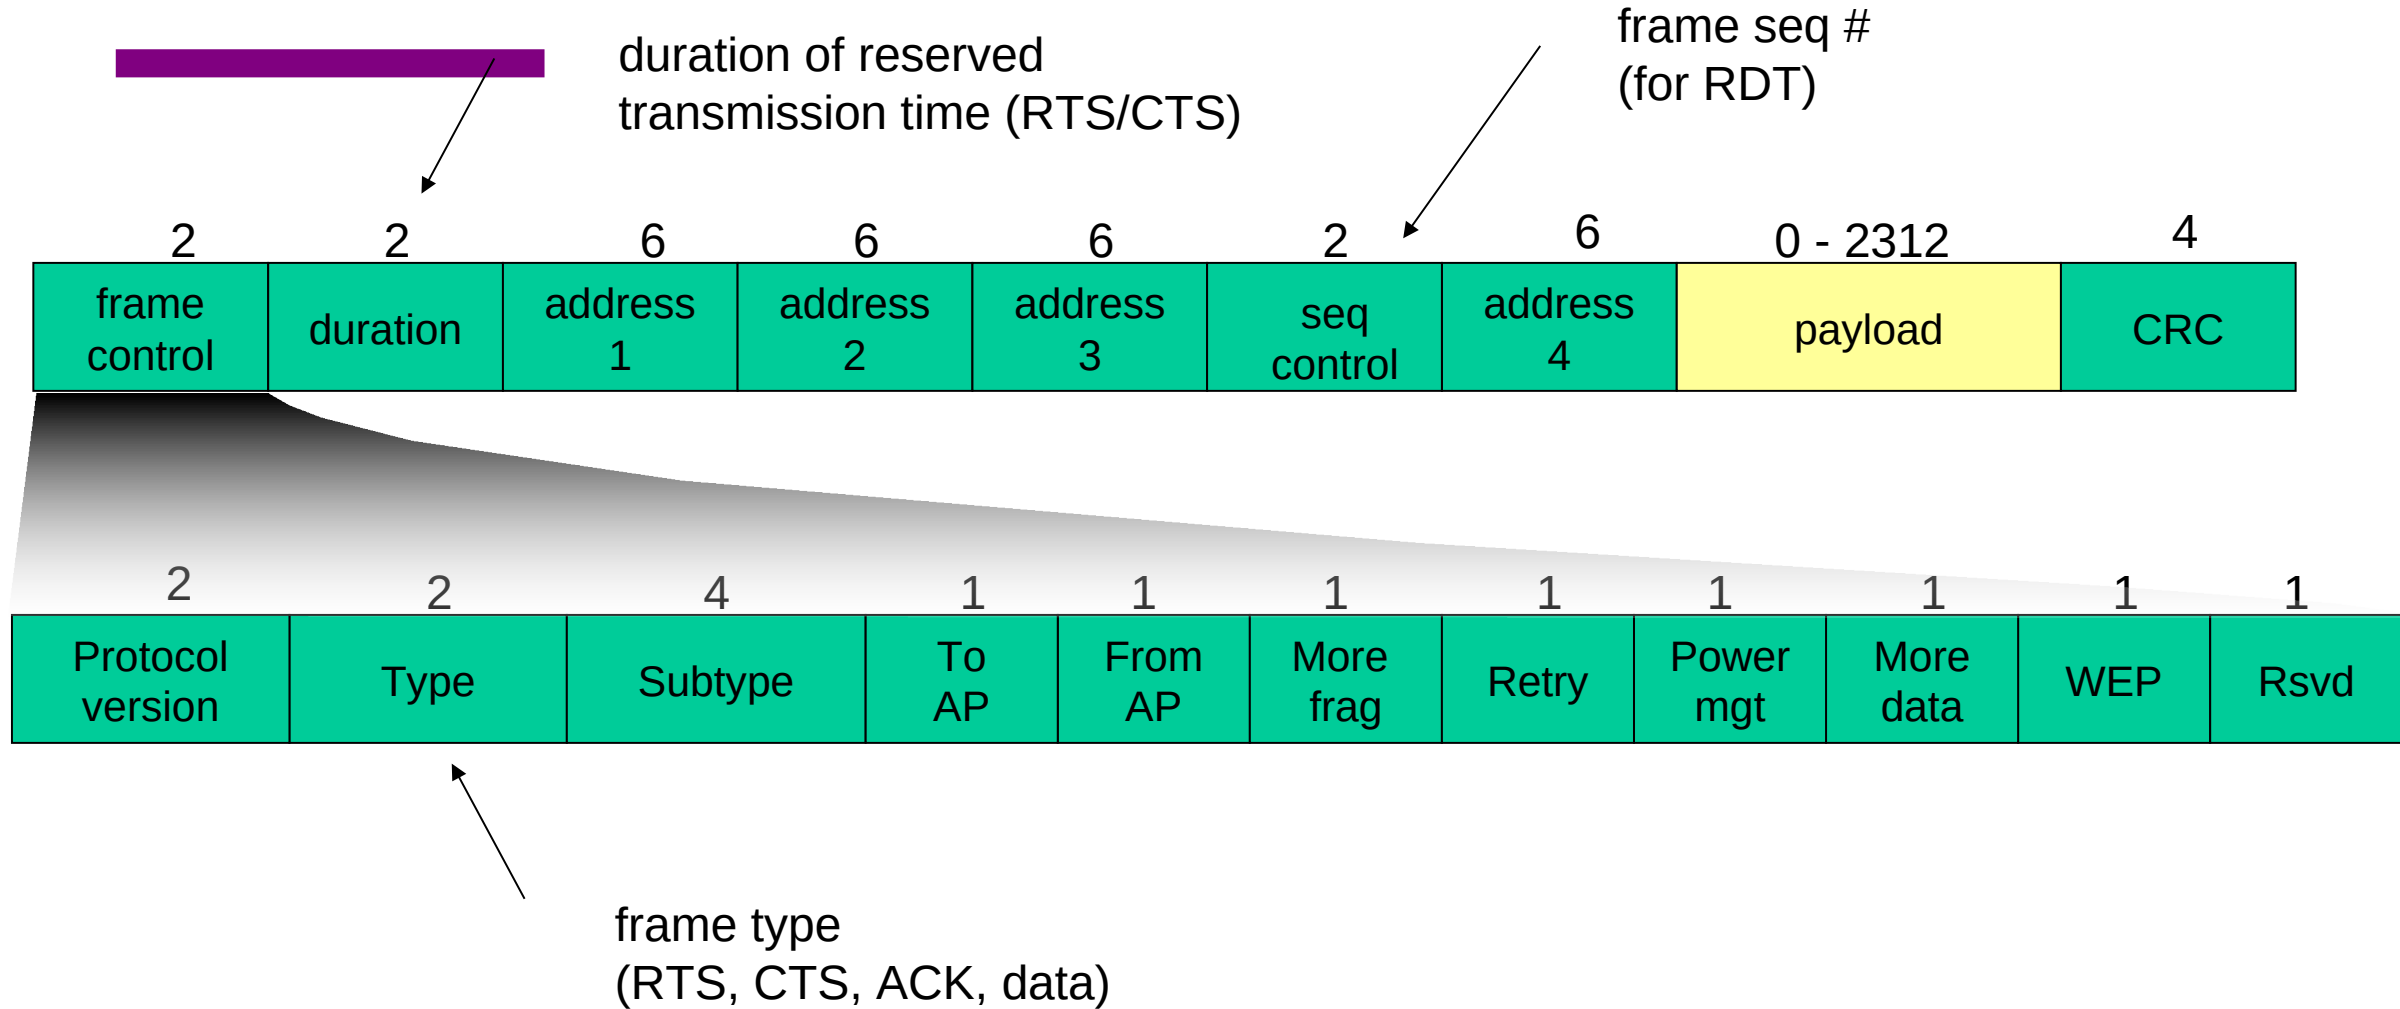 duration of reserved
transmission time (RTS/CTS)
frame seq #
(for RDT)
2 2 6 6 6 2 6 0 - 2312 4
frame
control
duration
address
1
address
2
address
3
seq
control
address
4
payload
CRC
2 2 4 1 1 1 1 1 1 1 1
Protocol
version
Type
Subtype
To
AP
From
AP
More
frag
Retry
Power
mgt
More
data
WEP
Rsvd
frame type
(RTS, CTS, ACK, data)